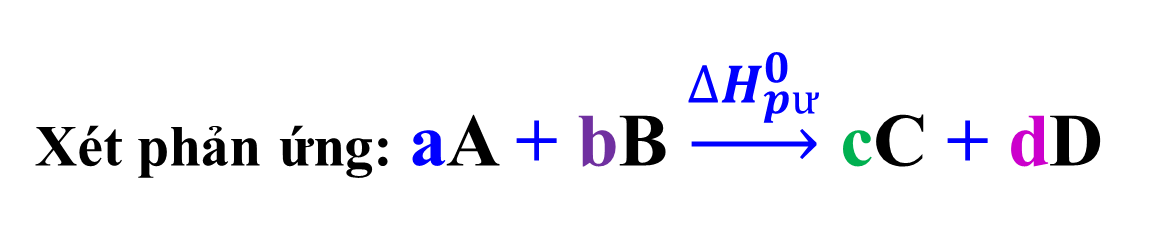 ΔH⁰ₚư
Xét phản ứng: aA + bB ⟶ cC + dD